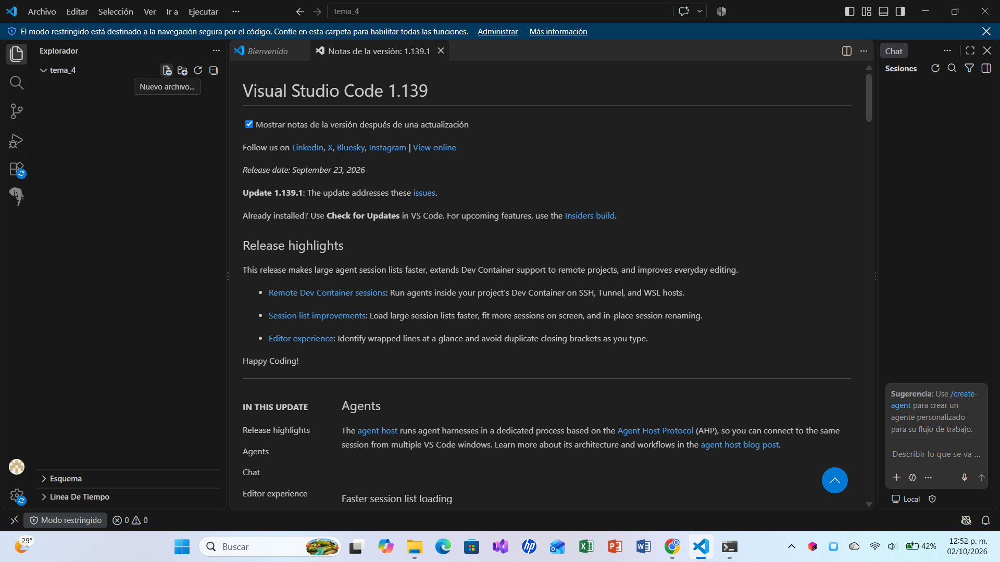 Archivo Editar Selección Ver Ir a Ejecutar ···
tema_4
El modo restringido está destinado a la navegación segura por el código. Confíe en esta carpeta para habilitar todas las funciones. Administrar Más información
Explorador
tema_4
Nuevo archivo...
Esquema
Línea De Tiempo
Bienvenido
Notas de la versión: 1.139.1
Visual Studio Code 1.139
Mostrar notas de la versión después de una actualización
Follow us on LinkedIn, X, Bluesky, Instagram | View online
Release date: September 23, 2026
Update 1.139.1: The update addresses these issues.
Already installed? Use Check for Updates in VS Code. For upcoming features, use the Insiders build.
Release highlights
This release makes large agent session lists faster, extends Dev Container support to remote projects, and improves everyday editing.
• Remote Dev Container sessions: Run agents inside your project's Dev Container on SSH, Tunnel, and WSL hosts.
• Session list improvements: Load large session lists faster, fit more sessions on screen, and in-place session renaming.
• Editor experience: Identify wrapped lines at a glance and avoid duplicate closing brackets as you type.
Happy Coding!
IN THIS UPDATE
Release highlights
Agents
Chat
Editor experience
Agents
The agent host runs agent harnesses in a dedicated process based on the Agent Host Protocol (AHP), so you can connect to the same
session from multiple VS Code windows. Learn more about its architecture and workflows in the agent host blog post.
Faster session list loading
Chat
Sesiones
Sugerencia: Use /create-
agent para crear un
agente personalizado
para su flujo de trabajo.
Describir lo que se va ...
Local
Modo restringido 0 0
29°
Buscar
42%
12:52 p. m.
02/10/2026